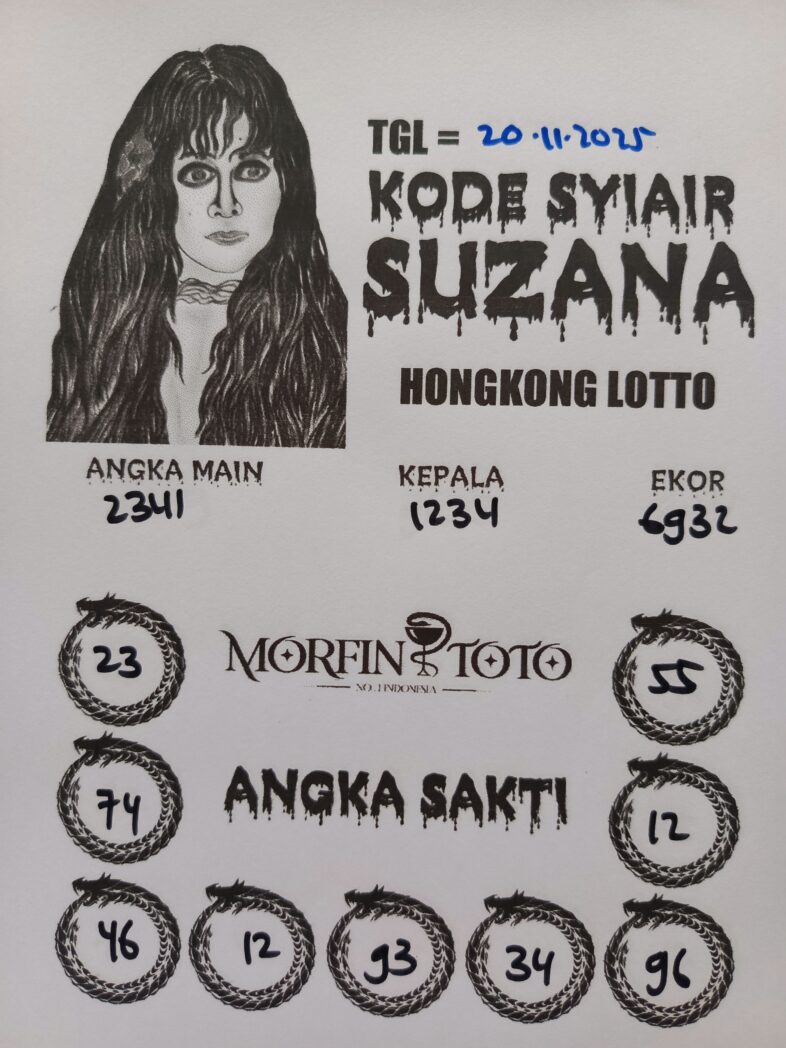 TGL = 20.11.2025
KODE SYIAIR
SUZANA
HONGKONG LOTTO
ANGKA MAIN
2341
KEPALA
1234
EKOR
6932
MORFIN TOTO
NO.1 INDONESIA
23
55
ANGKA SAKTI
74
12
46
12
93
34
96